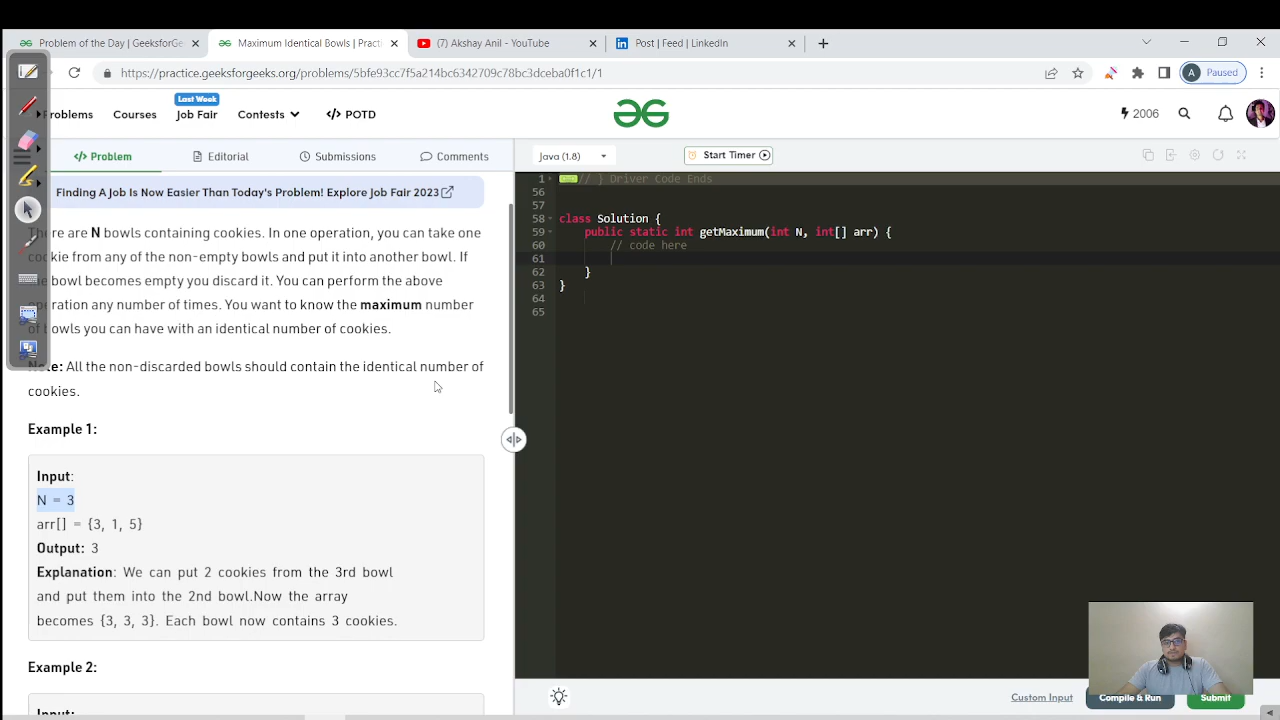 Problem of the Day | GeeksforGe
Maximum Identical Bowls | Practi
(7) Akshay Anil - YouTube
Post | Feed | LinkedIn
https://practice.geeksforgeeks.org/problems/5bfe93cc7f5a214bc6342709c78bc3dceba0f1c1/1
A Paused
Last Week
roblems
Courses
Job Fair
Contests
</> POTD
2006
</> Problem
Editorial
Submissions
Comments
Java (1.8)
Start Timer
Finding A Job Is Now Easier Than Today's Problem! Explore Job Fair 2023
There are N bowls containing cookies. In one operation, you can take one
cookie from any of the non-empty bowls and put it into another bowl. If
bowl becomes empty you discard it. You can perform the above
operation any number of times. You want to know the maximum number
of bowls you can have with an identical number of cookies.
Note: All the non-discarded bowls should contain the identical number of
cookies.
Example 1:
Input:
N = 3
arr[] = {3, 1, 5}
Output: 3
Explanation: We can put 2 cookies from the 3rd bowl
and put them into the 2nd bowl.Now the array
becomes {3, 3, 3}. Each bowl now contains 3 cookies.
Example 2:
Input:
1 // } Driver Code Ends
56
57
58 class Solution {
59 public static int getMaximum(int N, int[] arr) {
60 // code here
61
62 }
63 }
64
65
Custom Input
Compile & Run
Submit